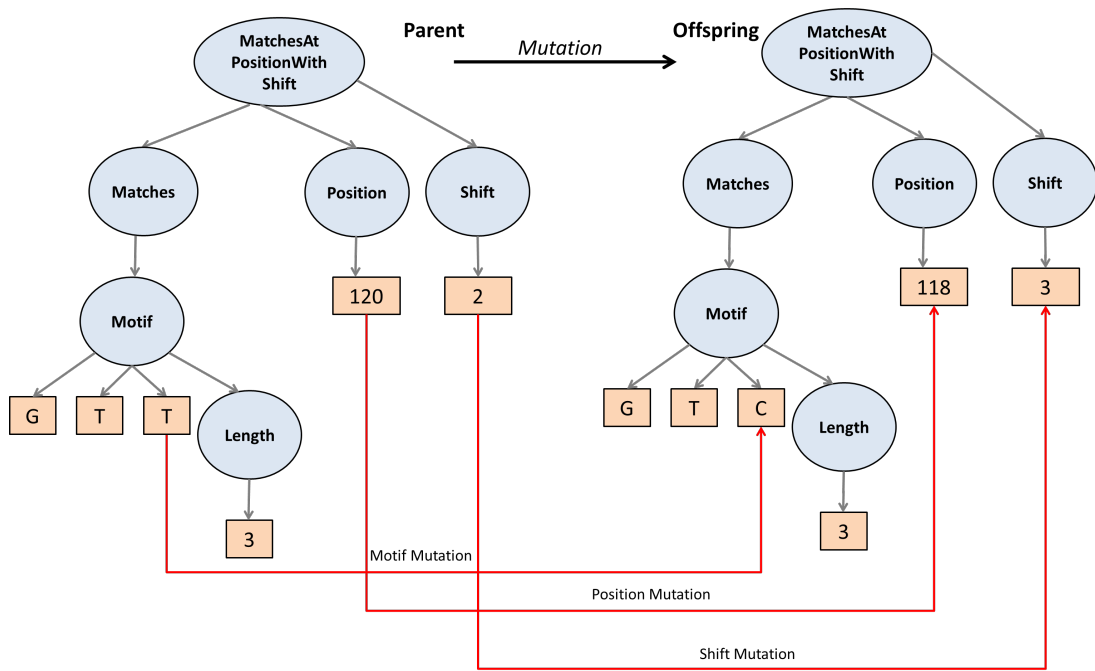 Parent
Mutation
Offspring
MatchesAt
PositionWith
Shift
Matches
Position
Shift
120
2
Motif
G
T
T
Length
3
MatchesAt
PositionWith
Shift
Matches
Position
Shift
118
3
Motif
G
T
C
Length
3
Motif Mutation
Position Mutation
Shift Mutation